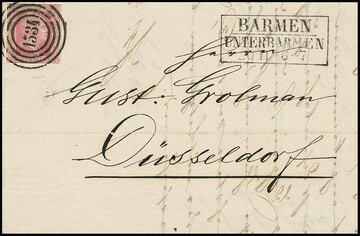 1534
BARMEN
UNTERBARMEN
Herrn
Gust. Grolman
Düsseldorf